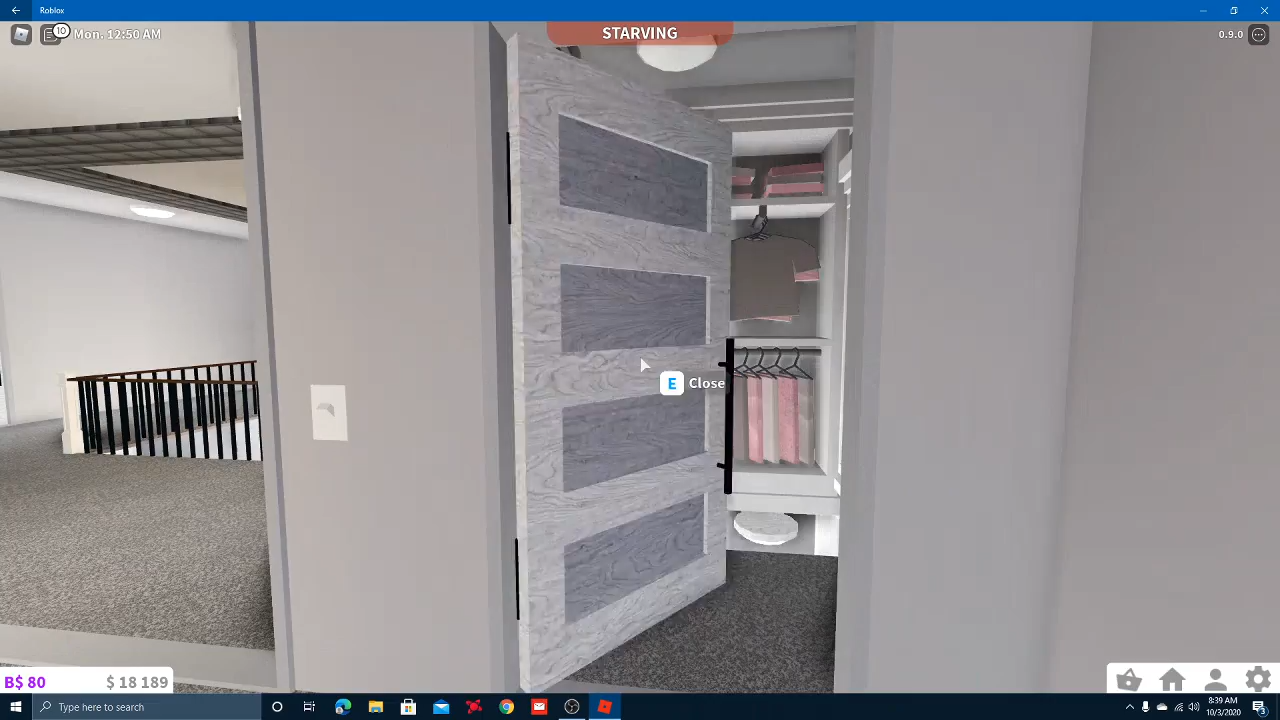 Roblox
10
Mon. 12:50 AM
STARVING
0.9.0
E Close
B$ 80
$ 18 189
Type here to search
8:39 AM
10/3/2020
3